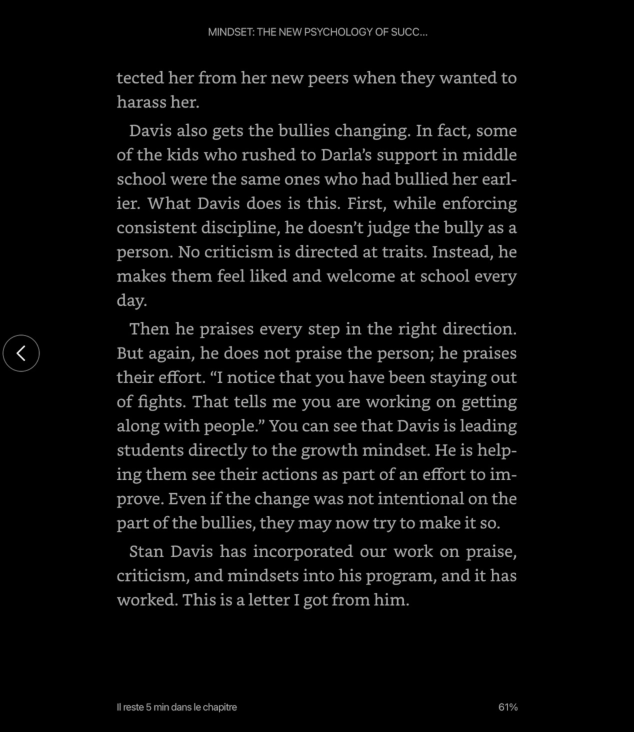 MINDSET: THE NEW PSYCHOLOGY OF SUCC...
tected her from her new peers when they wanted to
harass her.
Davis also gets the bullies changing. In fact, some
of the kids who rushed to Darla’s support in middle
school were the same ones who had bullied her earl-
ier. What Davis does is this. First, while enforcing
consistent discipline, he doesn’t judge the bully as a
person. No criticism is directed at traits. Instead, he
makes them feel liked and welcome at school every
day.
Then he praises every step in the right direction.
But again, he does not praise the person; he praises
their effort. “I notice that you have been staying out
of fights. That tells me you are working on getting
along with people.” You can see that Davis is leading
students directly to the growth mindset. He is help-
ing them see their actions as part of an effort to im-
prove. Even if the change was not intentional on the
part of the bullies, they may now try to make it so.
Stan Davis has incorporated our work on praise,
criticism, and mindsets into his program, and it has
worked. This is a letter I got from him.
Il reste 5 min dans le chapitre
61%